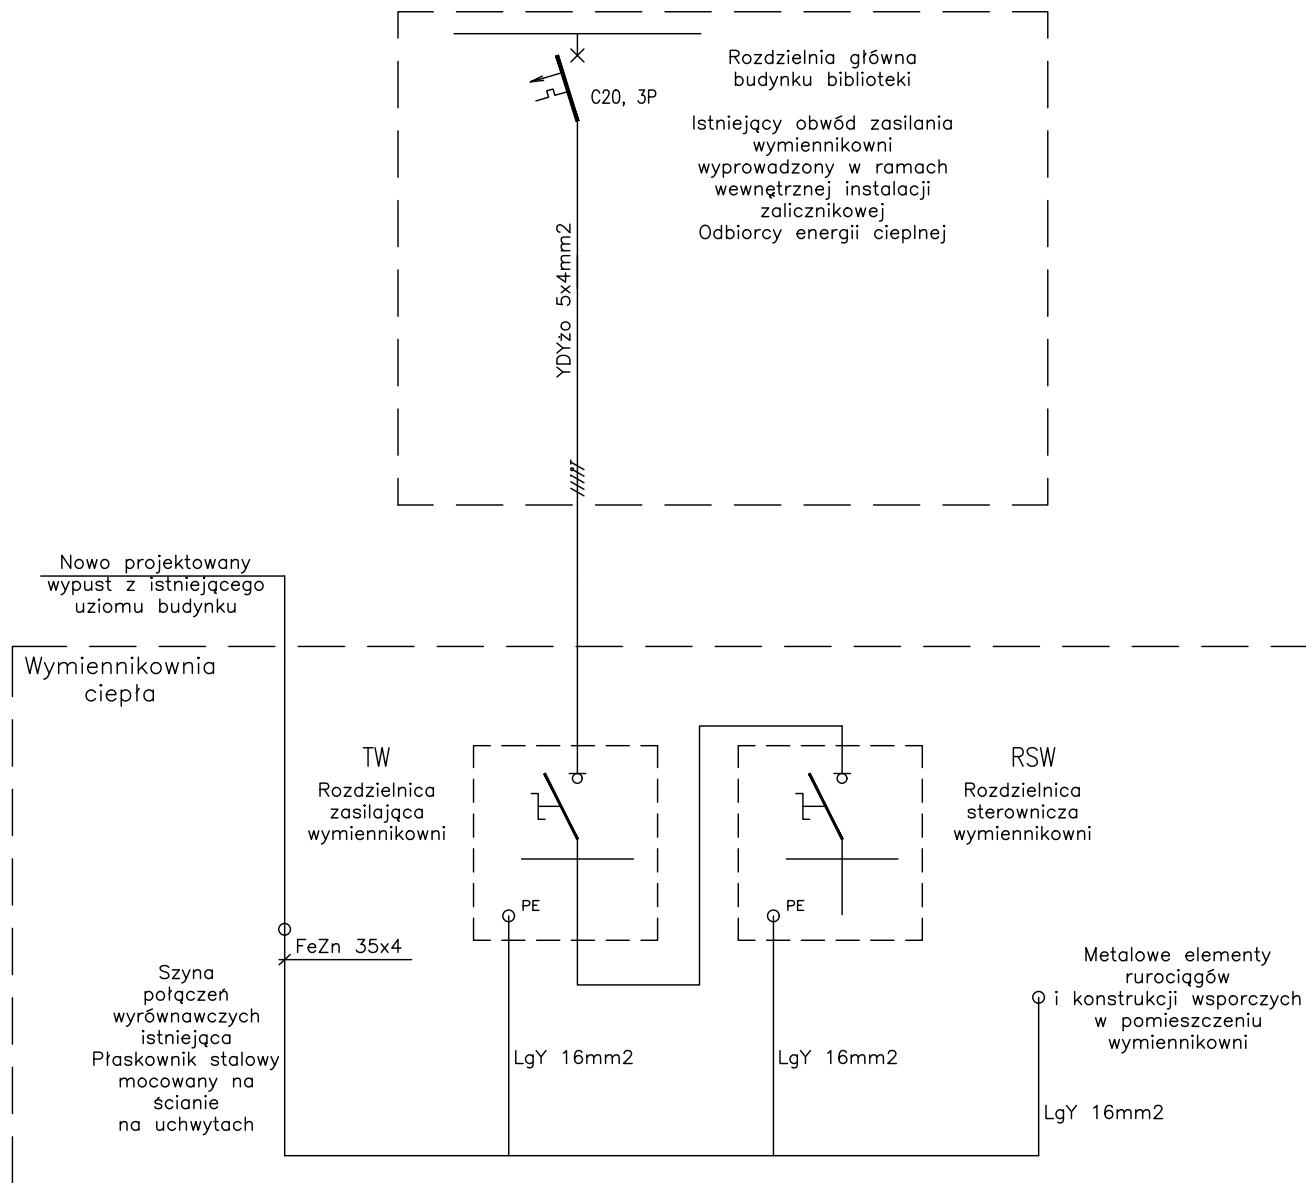 Rozdzielnia główna
budynku biblioteki
C20, 3P
Istniejący obwód zasilania
wymiennikowni
wyprowadzony w ramach
wewnętrznej instalacji
zalicznikowej
Odbiorcy energii cieplnej
YDYżo 5x4mm2
Nowo projektowany
wypust z istniejącego
uziomu budynku
Wymiennikownia
ciepła
TW
Rozdzielnica
zasilająca
wymiennikowni
RSW
Rozdzielnica
sterownicza
wymiennikowni
PE
PE
FeZn 35x4
Szyna
połączeń
wyrównawczych
istniejąca
Płaskownik stalowy
mocowany na
ścianie
na uchwytach
Metalowe elementy
rurociągów
i konstrukcji wsporczych
w pomieszczeniu
wymiennikowni
LgY 16mm2
LgY 16mm2
LgY 16mm2